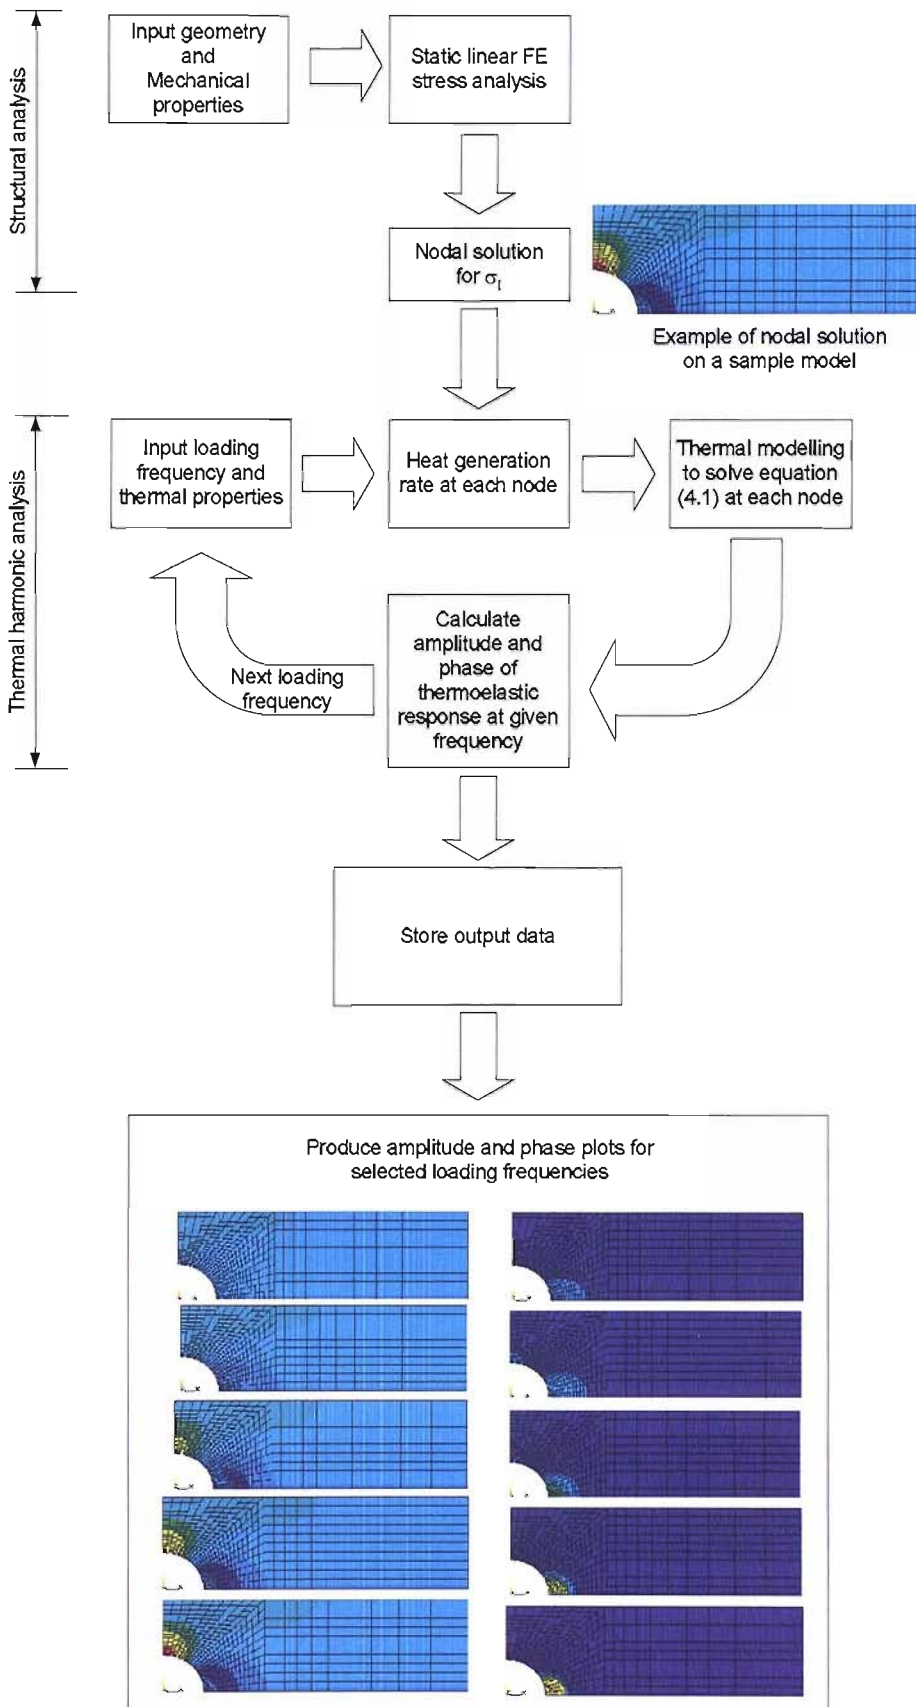 Structural analysis
Input geometry
and
Mechanical
properties
Static linear FE
stress analysis
Nodal solution
for σI
Example of nodal solution
on a sample model
Thermal harmonic analysis
Input loading
frequency and
thermal properties
Heat generation
rate at each node
Thermal modelling
to solve equation
(4.1) at each node
Calculate
amplitude and
phase of
thermoelastic
response at given
frequency
Next loading
frequency
Store output data
Produce amplitude and phase plots for
selected loading frequencies